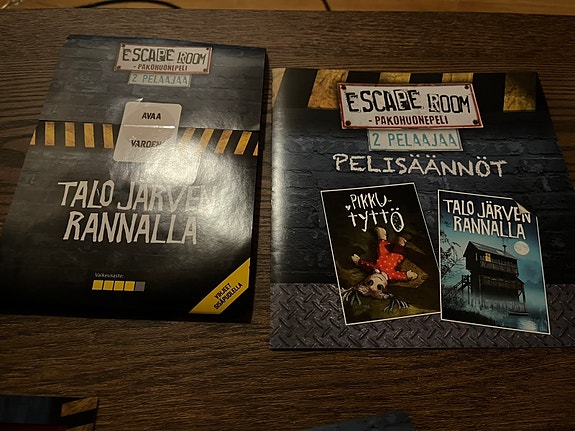 ESCAPE ROOM
- PAKOHUONEPELI
2 PELAAJAA
AVAA
VAROEN
TALO JÄRVEN
RANNALLA
Vaikeusaste:
OHJEET
SISÄPUOLELLA
ESCAPE ROOM
- PAKOHUONEPELI
2 PELAAJAA
PELISÄÄNNÖT
PIKKU-
TYTTÖ
TALO JÄRVEN
RANNALLA